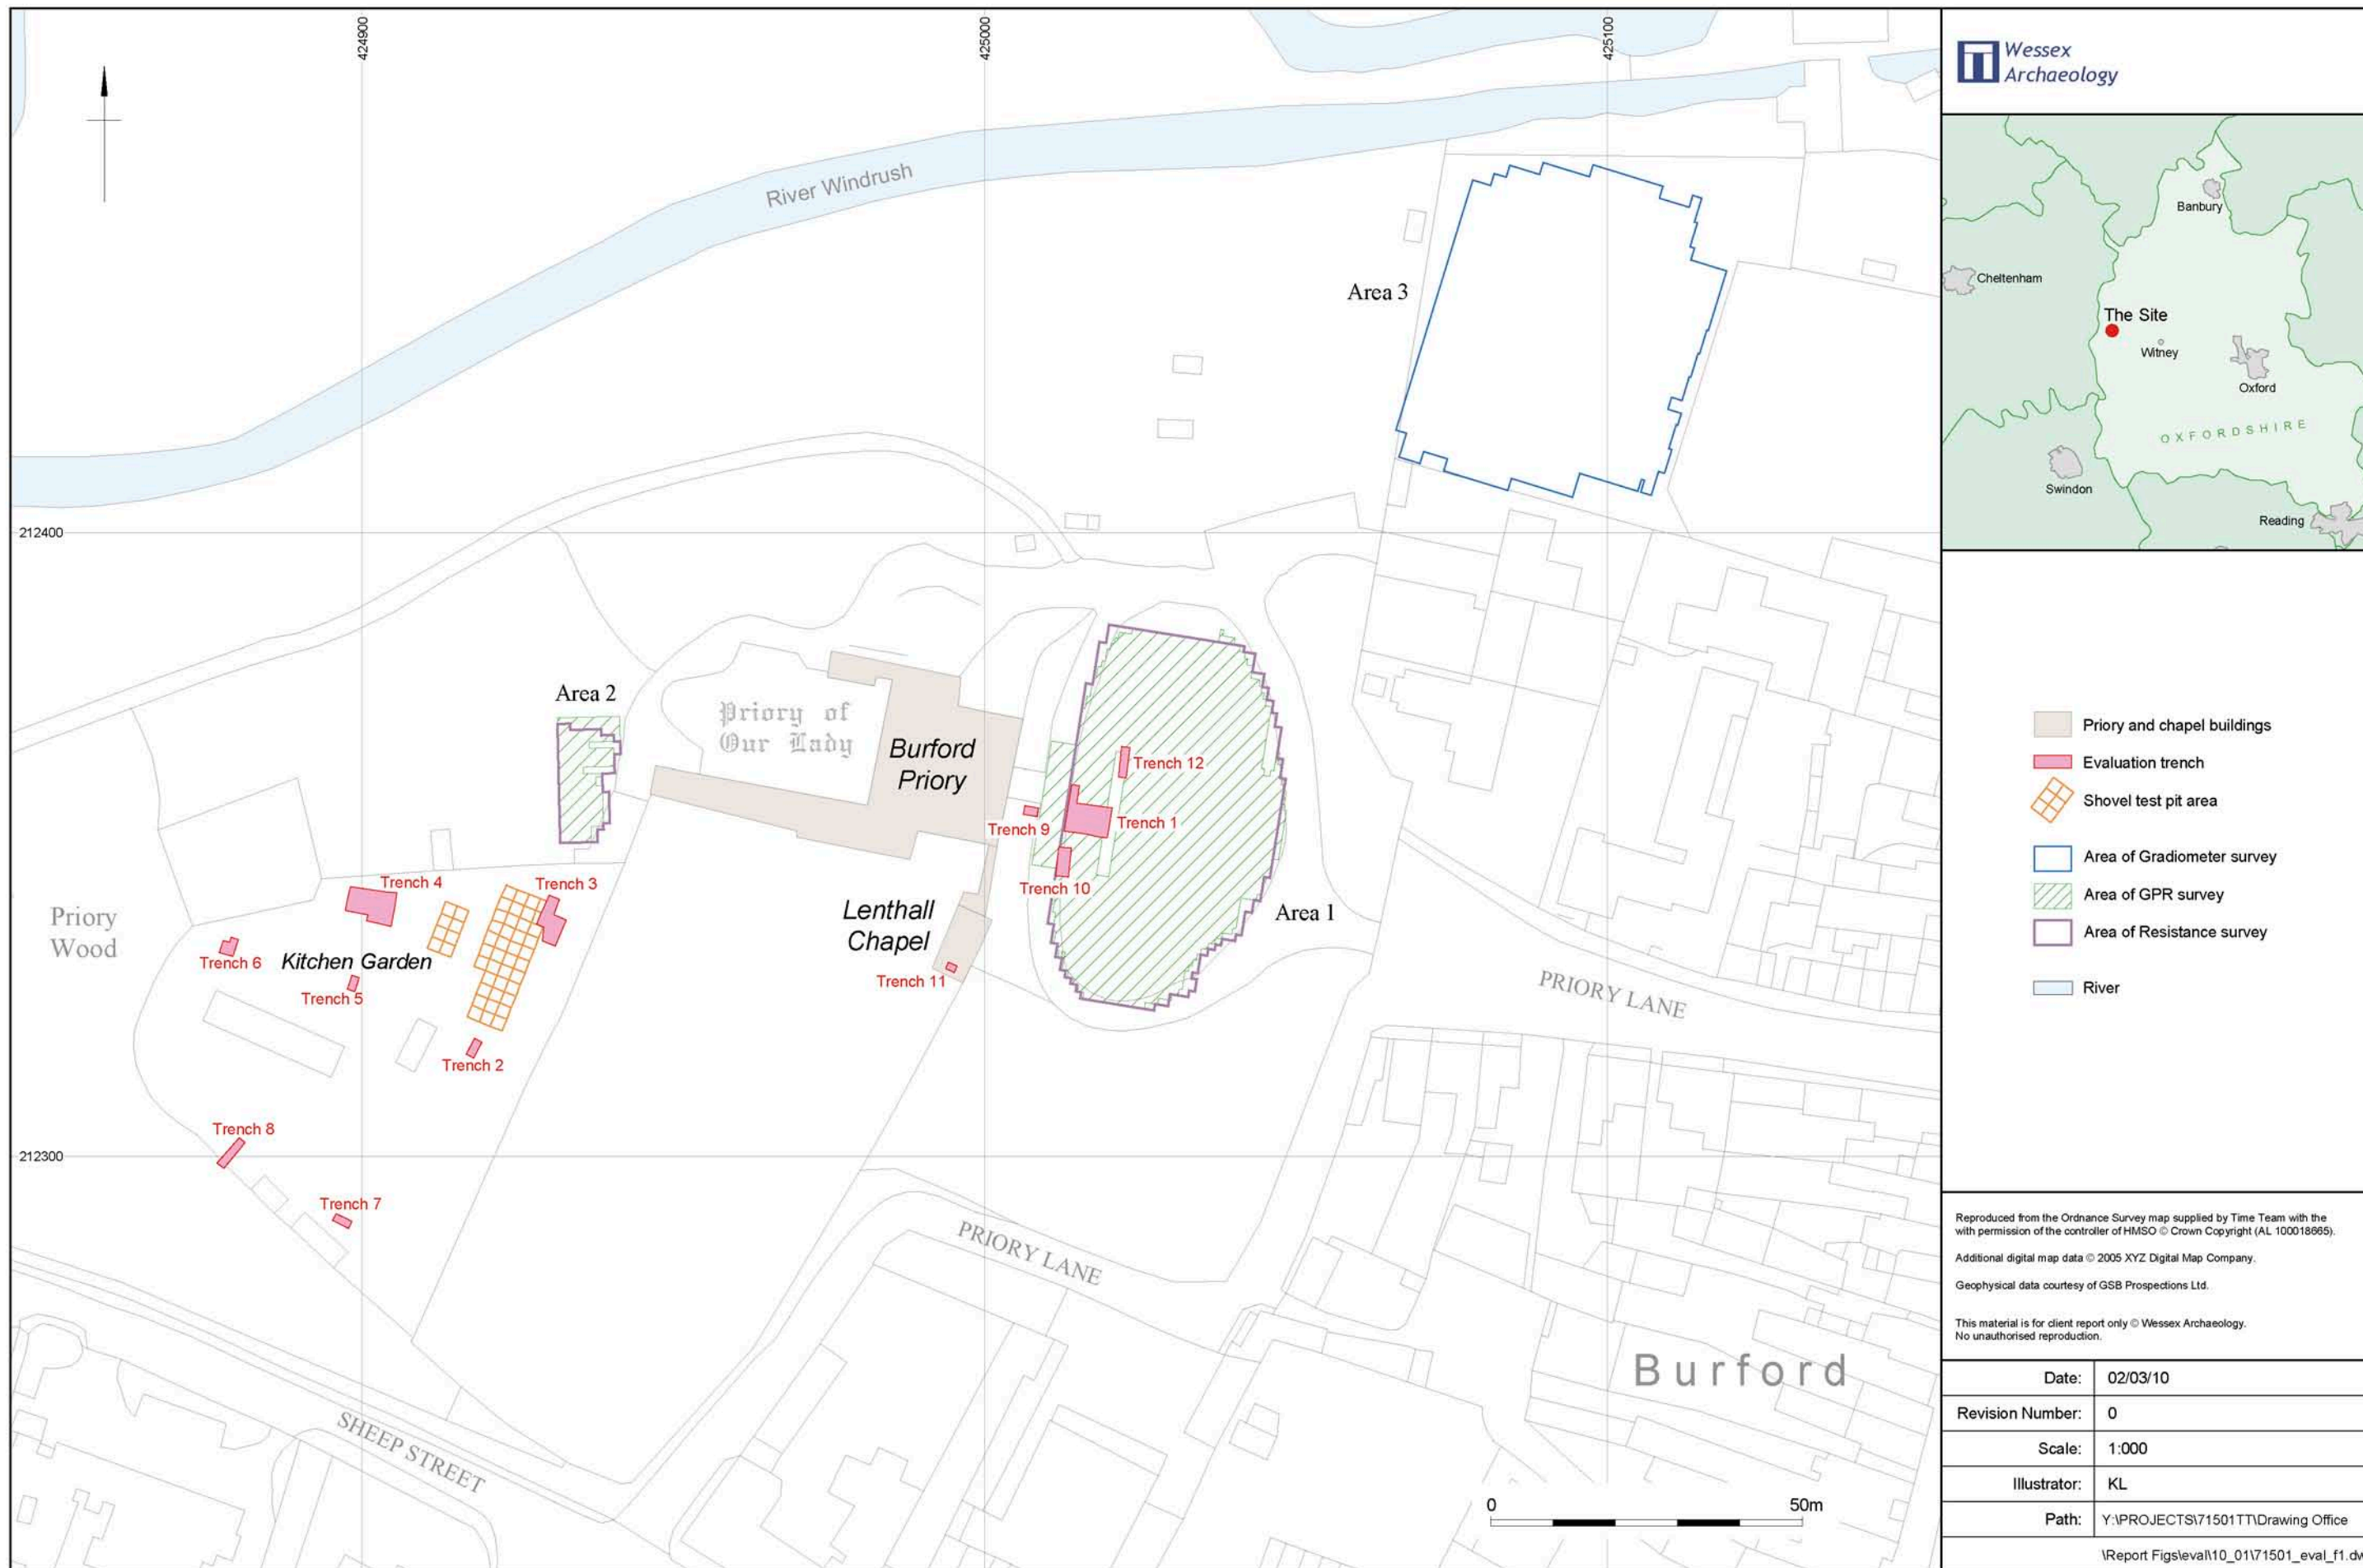 424900
425000
425100
River Windrush
Area 3
212400
Area 2
Priory of
Our Lady
Burford
Priory
Trench 12
Trench 1
Trench 9
Trench 10
Trench 4
Trench 3
Lenthall
Chapel
Area 1
Priory
Wood
Trench 6
Kitchen Garden
Trench 5
Trench 11
PRIORY LANE
Trench 2
Trench 8
212300
Trench 7
PRIORY LANE
Burford
SHEEP STREET
0 50m
Wessex
Archaeology
Banbury
Cheltenham
The Site
Witney
Oxford
OXFORDSHIRE
Swindon
Reading
Priory and chapel buildings
Evaluation trench
Shovel test pit area
Area of Gradiometer survey
Area of GPR survey
Area of Resistance survey
River
Reproduced from the Ordnance Survey map supplied by Time Team with the
with permission of the controller of HMSO © Crown Copyright (AL 100018665).
Additional digital map data © 2005 XYZ Digital Map Company.
Geophysical data courtesy of GSB Prospections Ltd.
This material is for client report only © Wessex Archaeology.
No unauthorised reproduction.
Date: 02/03/10
Revision Number: 0
Scale: 1:000
Illustrator: KL
Path: Y:\PROJECTS\71501TT\Drawing Office
\Report Figs\eval\10_01\71501_eval_f1.dw